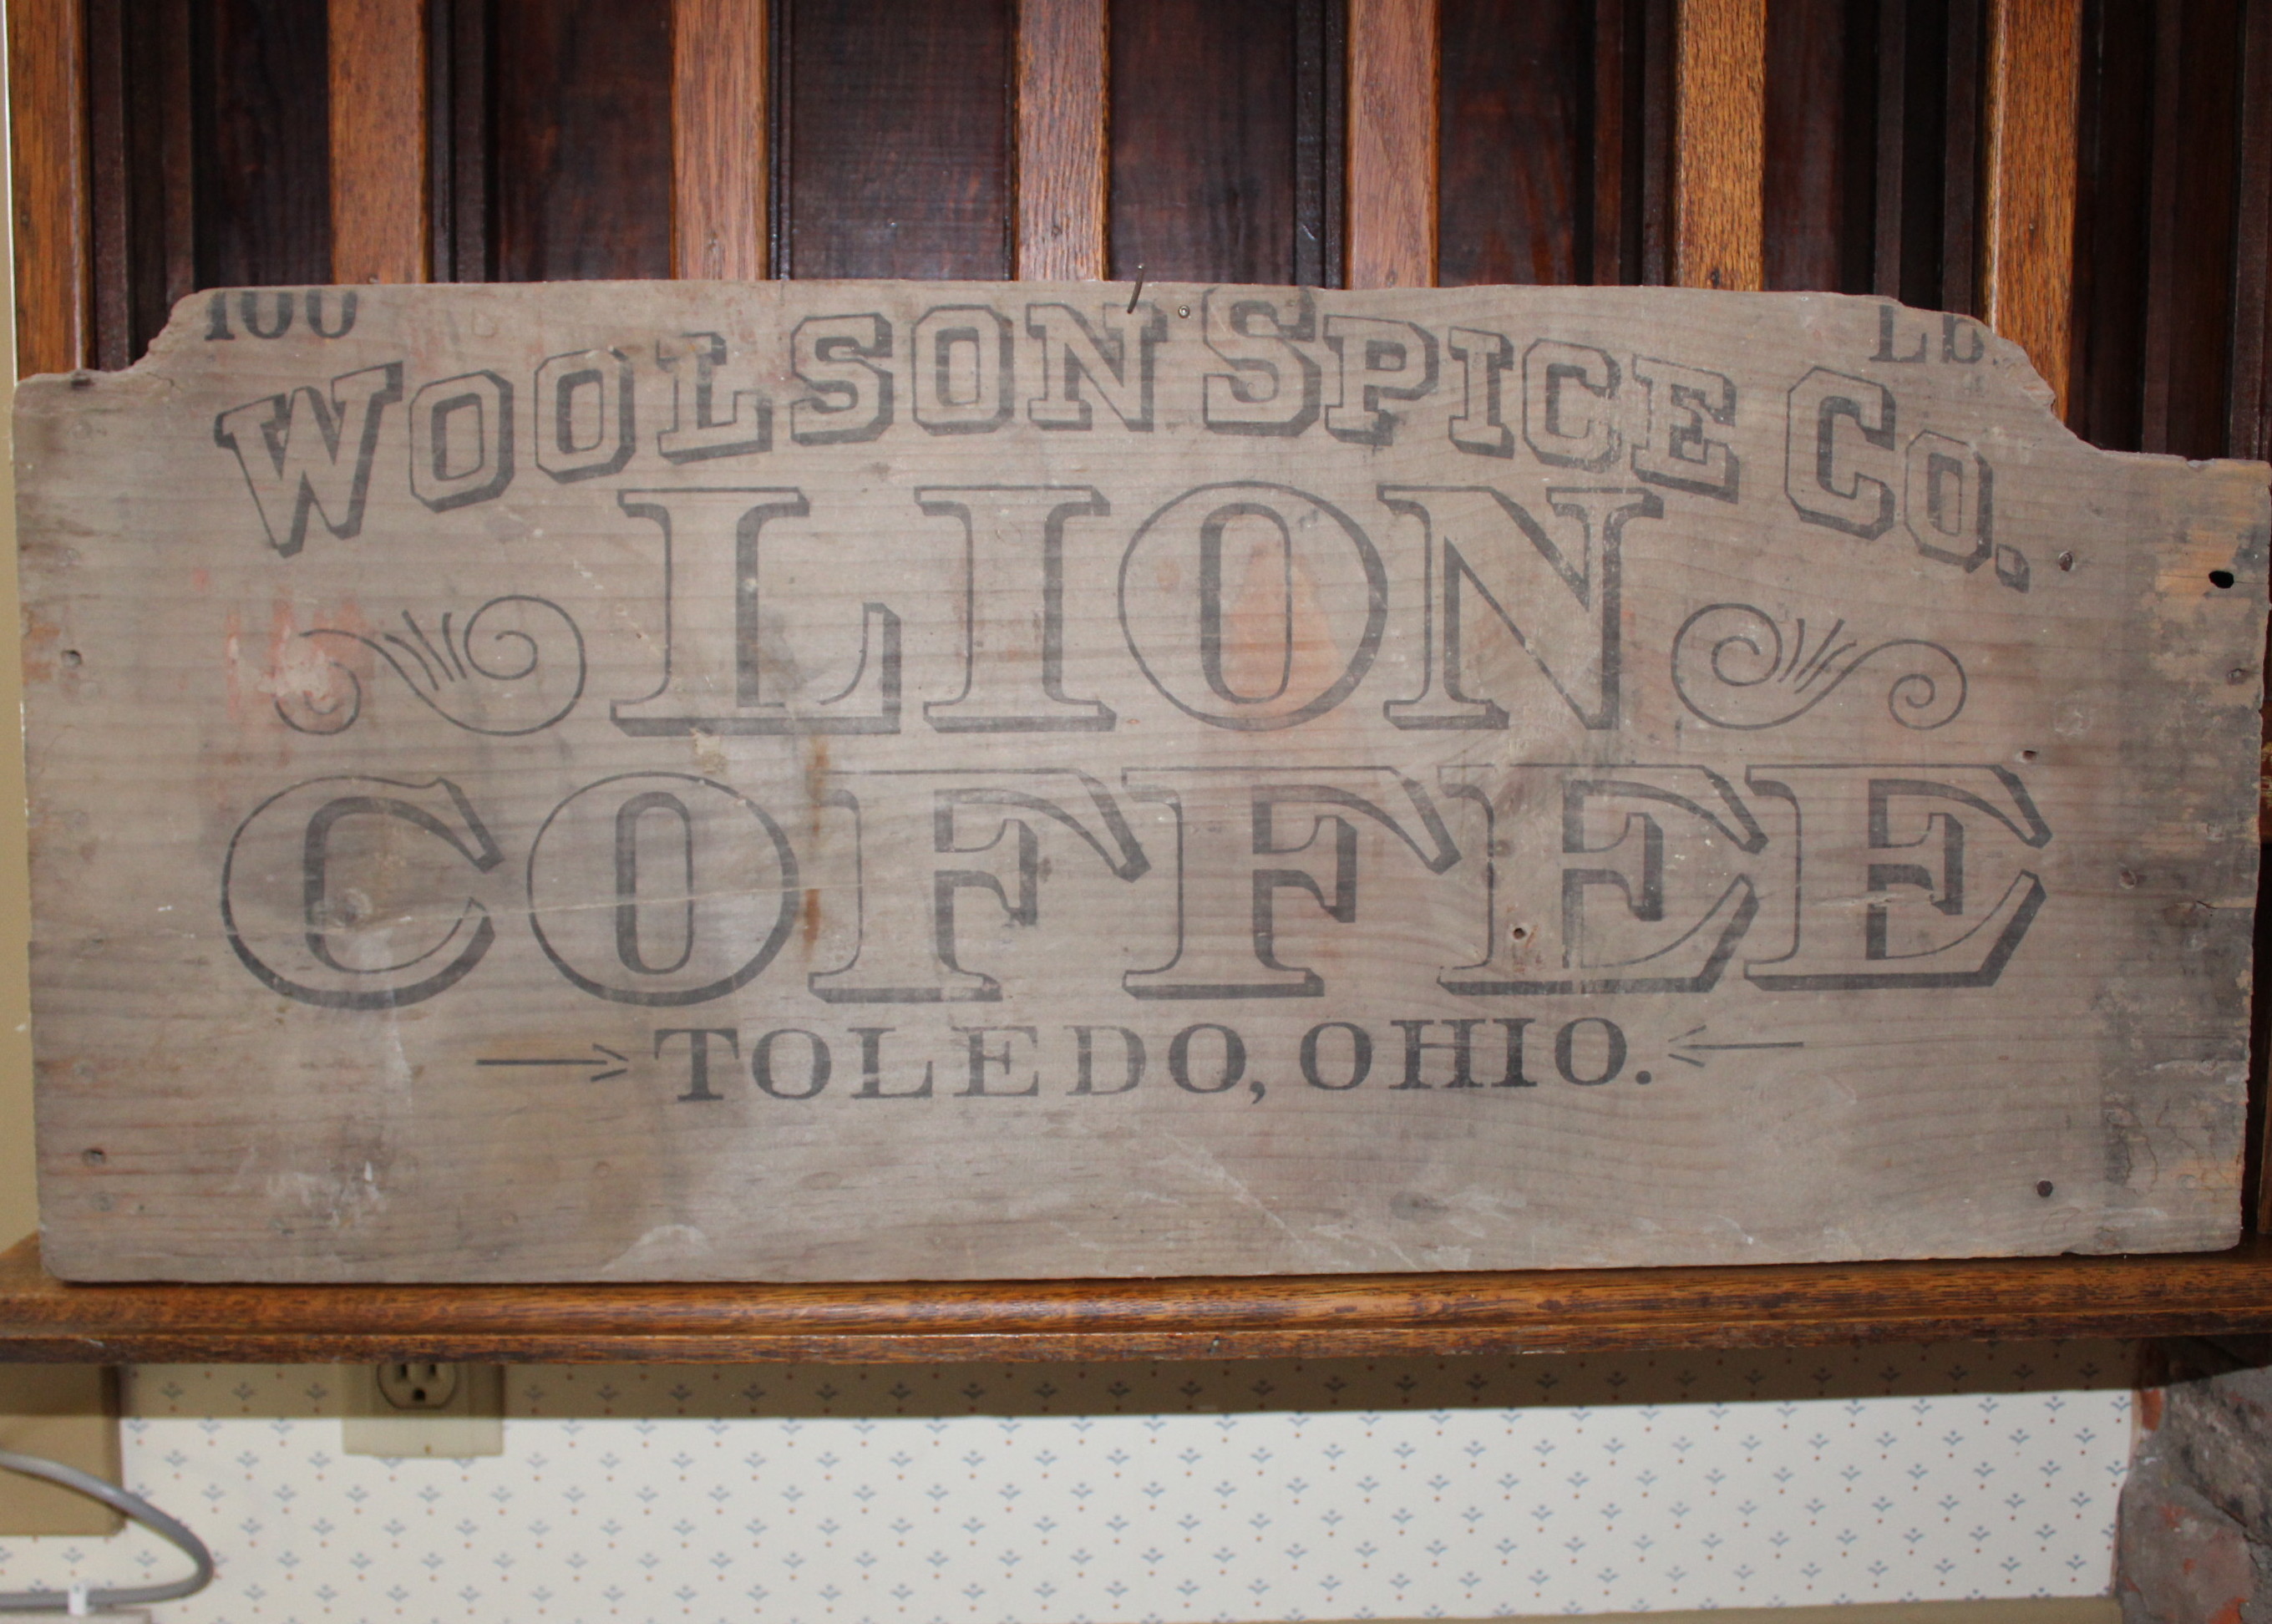 100 Lb.
WOOLSON SPICE CO.
LION
COFFEE
TOLEDO, OHIO.